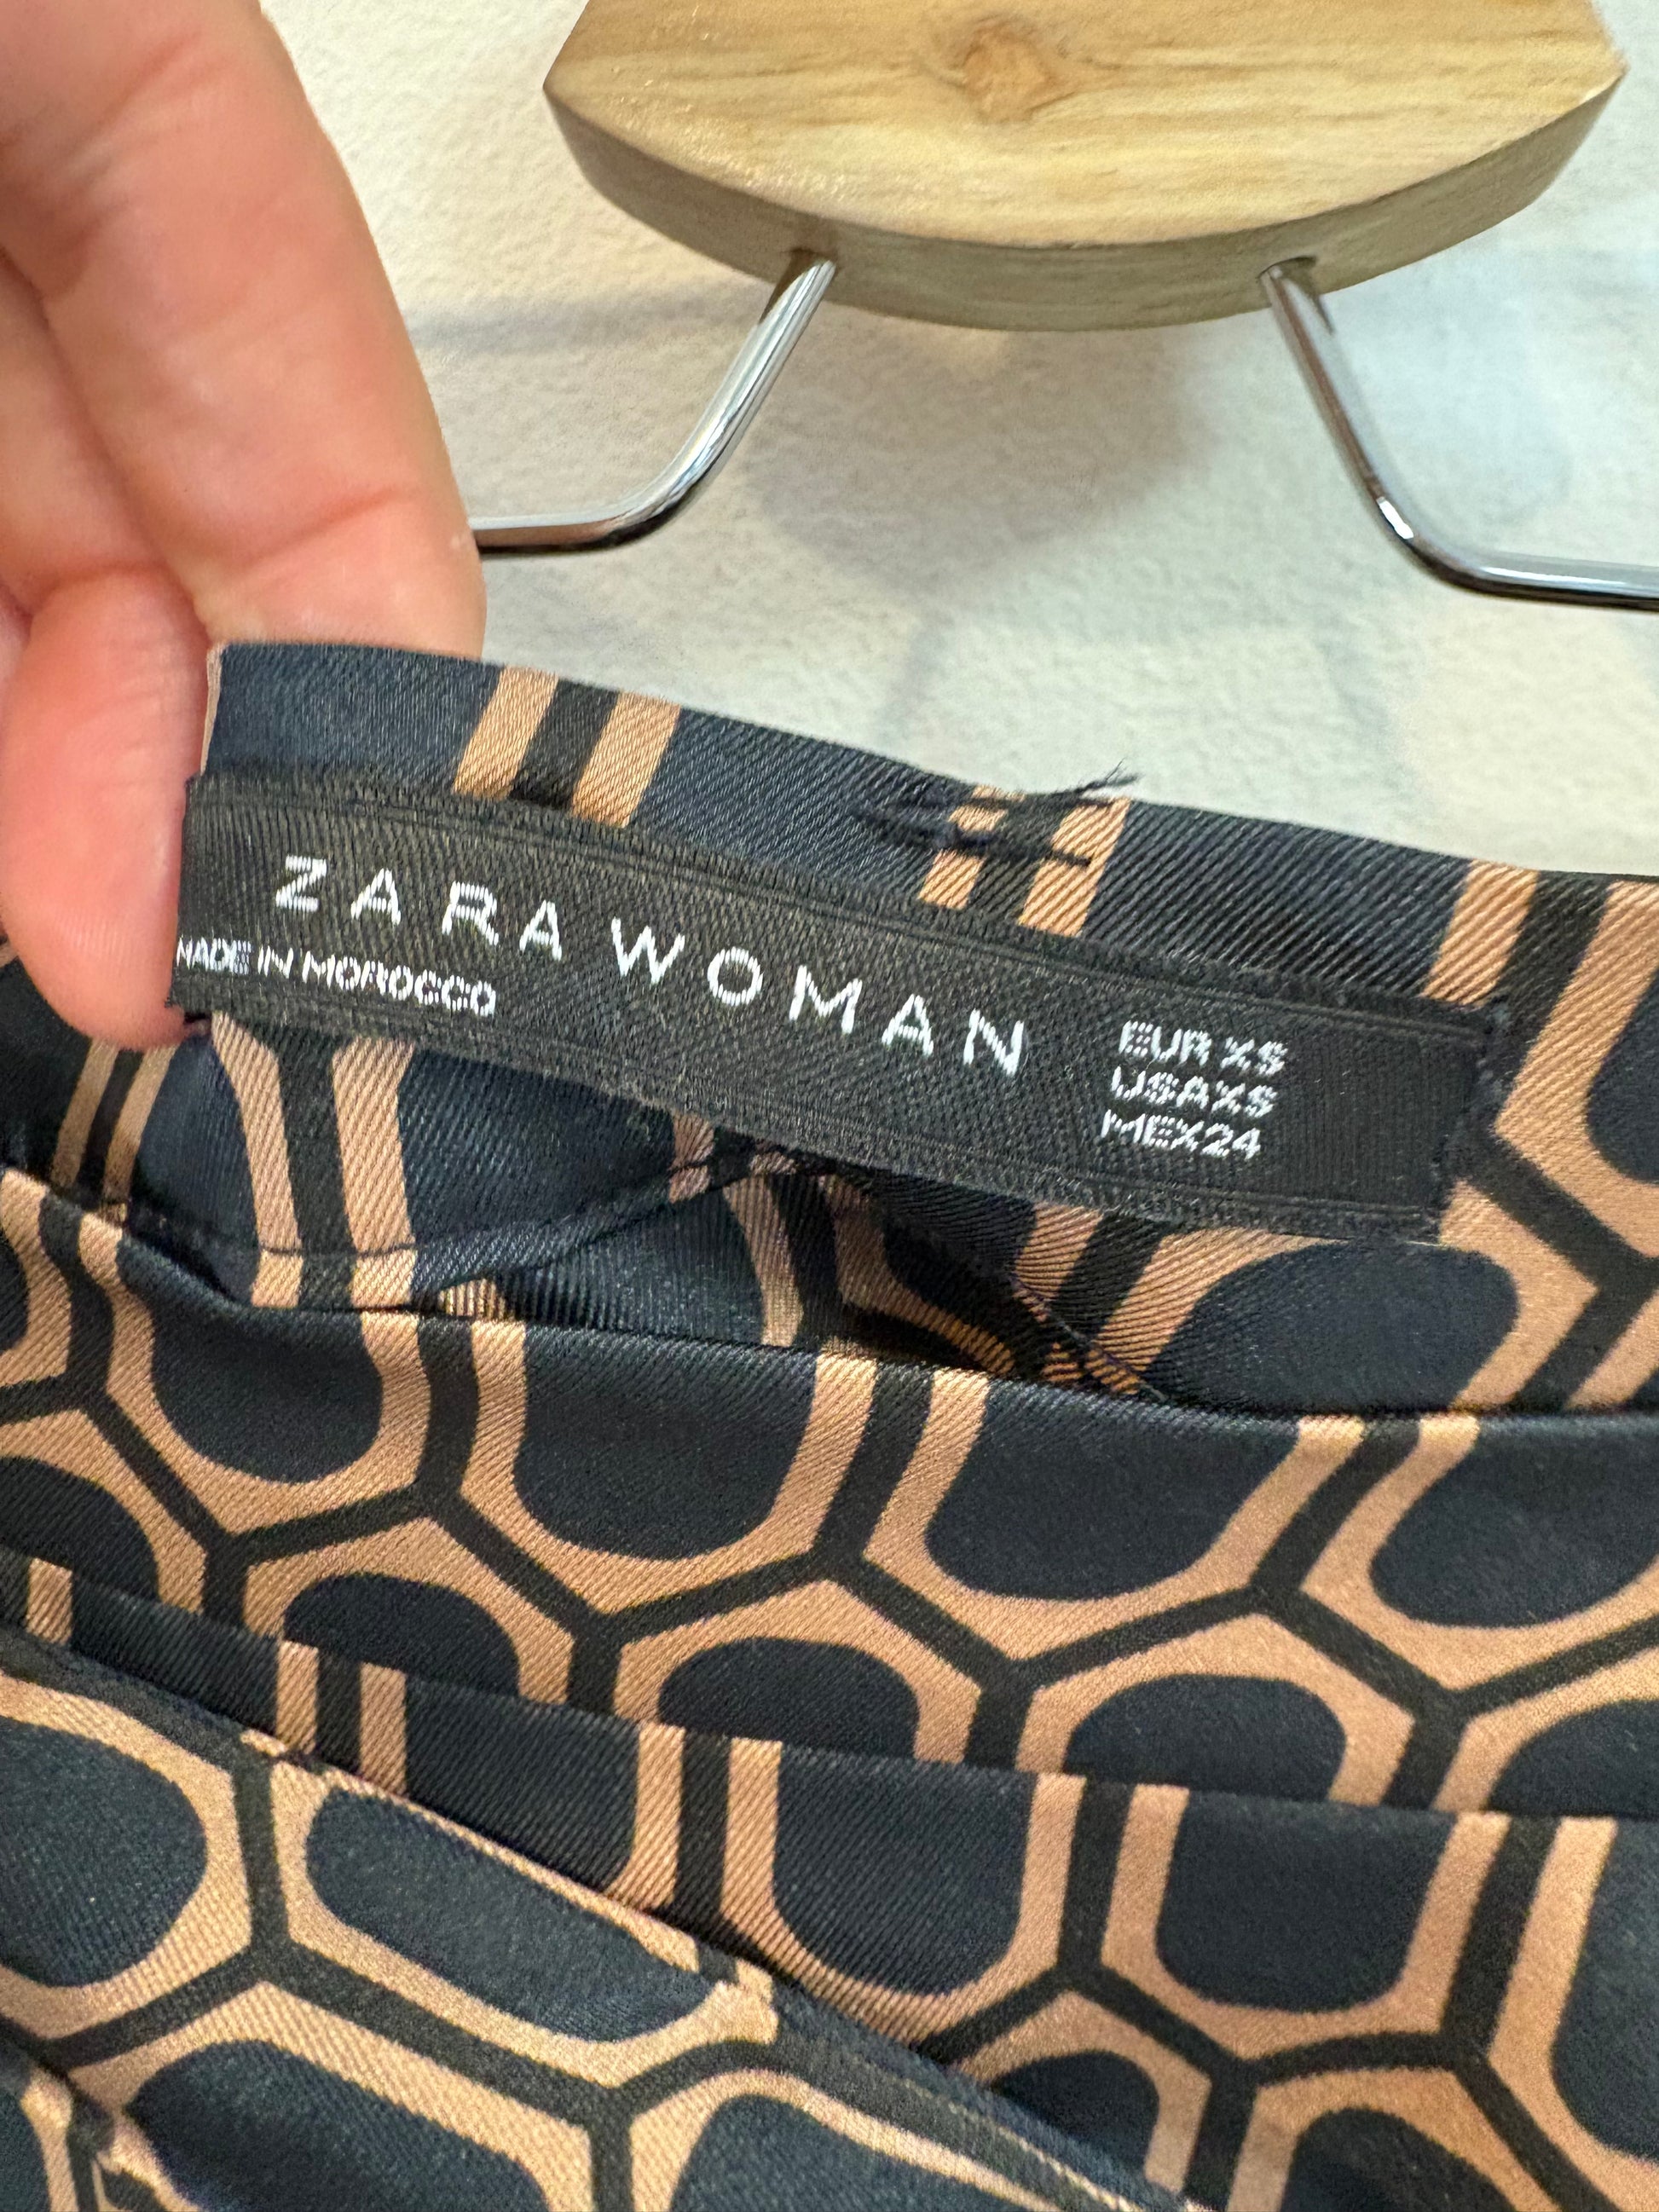 ZARA WOMAN
MADE IN MOROCCO
EUR XS
USA XS
MEX 24